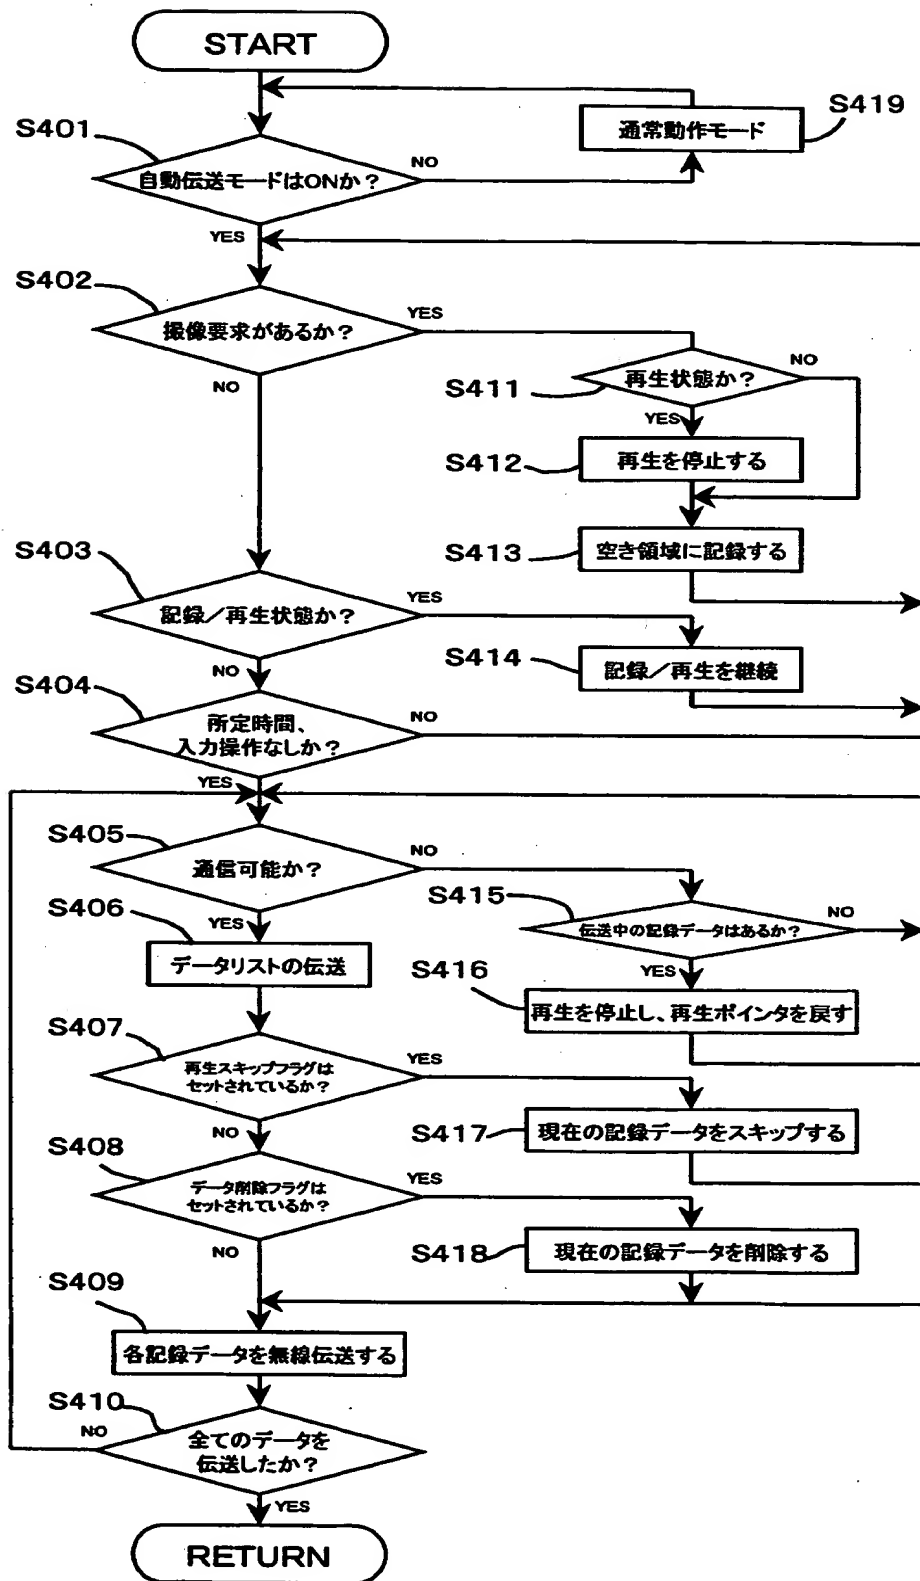 START
S419
通常動作モード
S401
自動伝送モードはONか？
NO
YES
S402
撮像要求があるか？
YES
NO
S411
再生状態か？
NO
YES
S412
再生を停止する
S413
空き領域に記録する
S403
記録／再生状態か？
YES
NO
S414
記録／再生を継続
S404
所定時間、
入力操作なしか？
NO
YES
S405
通信可能か？
NO
YES
S415
伝送中の記録データはあるか？
NO
YES
S406
データリストの伝送
S416
再生を停止し、再生ポインタを戻す
S407
再生スキップフラグは
セットされているか？
YES
NO
S417
現在の記録データをスキップする
S408
データ削除フラグは
セットされているか？
YES
NO
S418
現在の記録データを削除する
S409
各記録データを無線伝送する
S410
NO
全てのデータを
伝送したか？
YES
RETURN